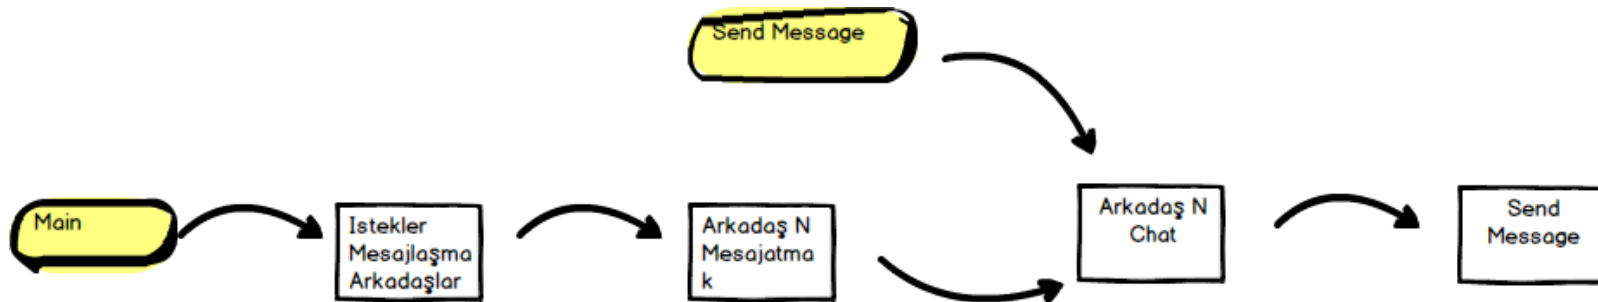 Send Message
Main
Istekler
Mesajlaşma
Arkadaşlar
Arkadaş N
Mesajatma
k
Arkadaş N
Chat
Send
Message